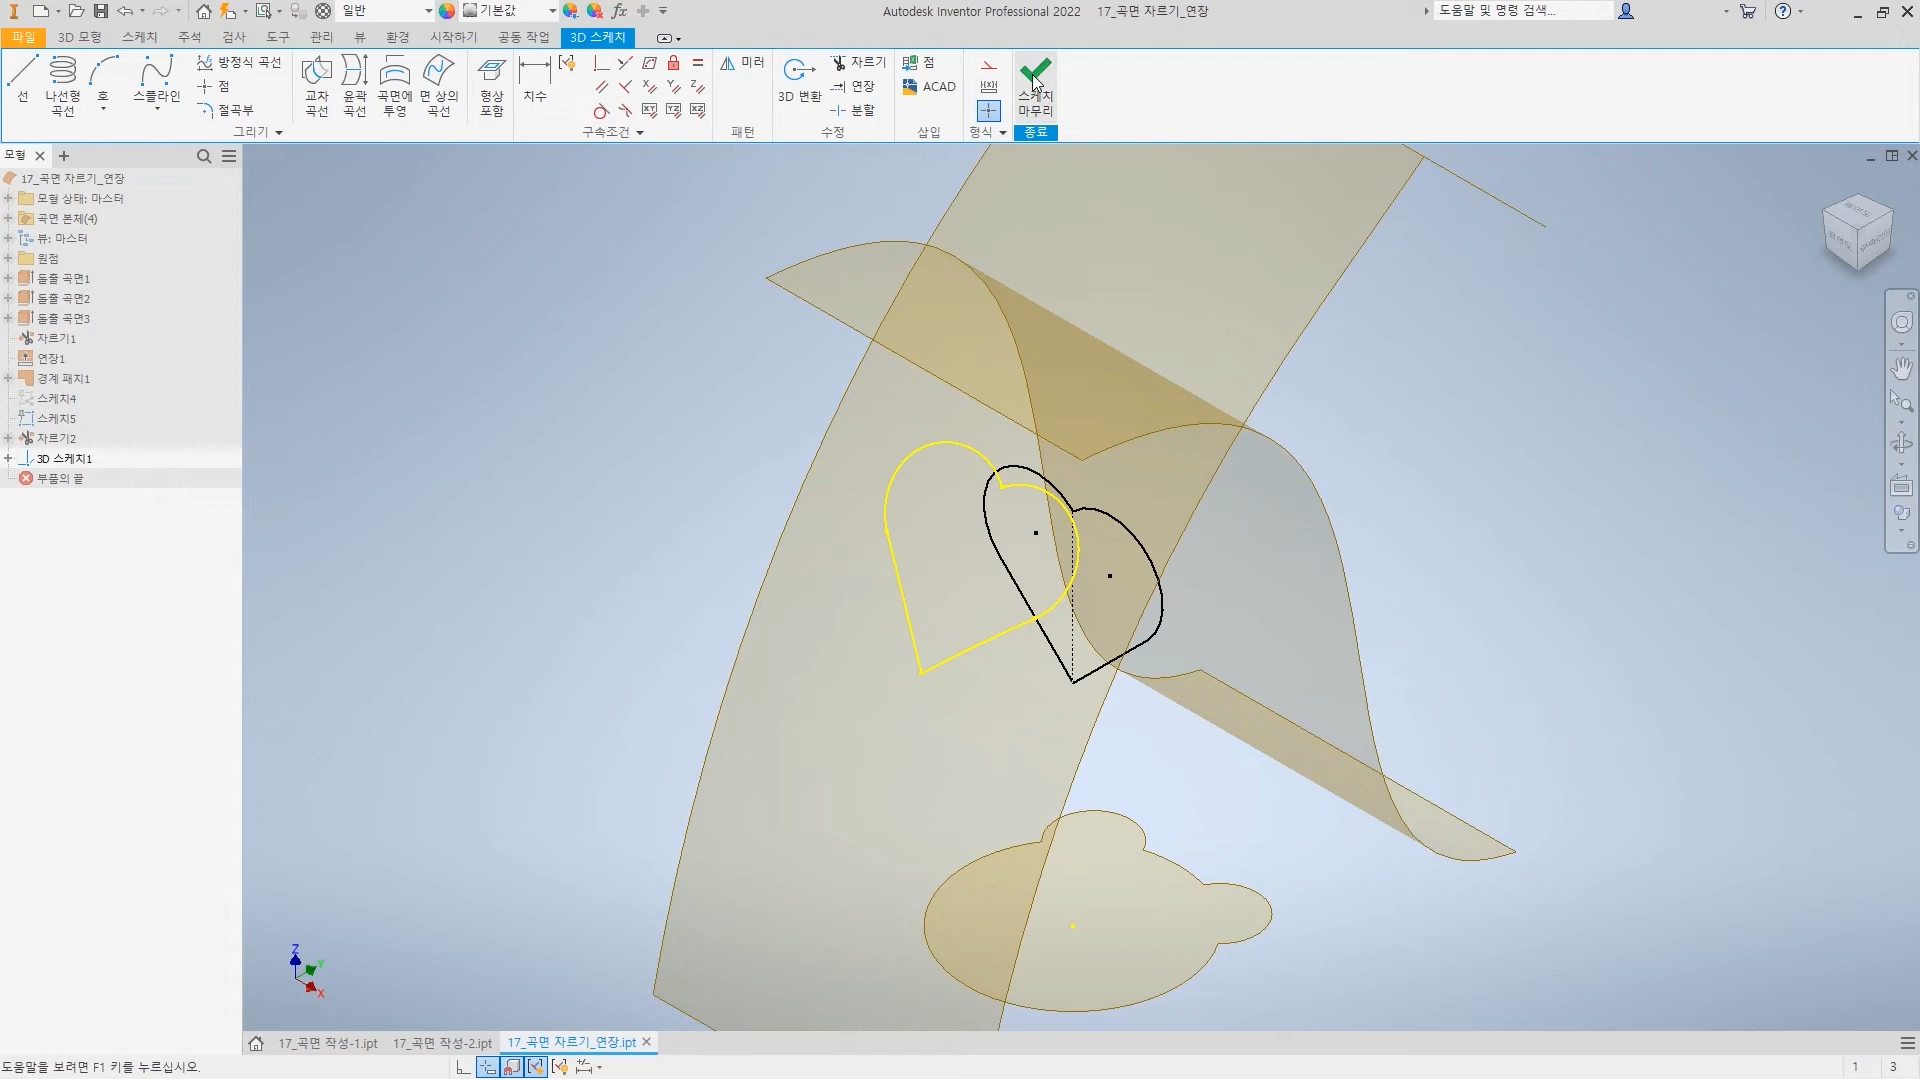 일반
기본값
Autodesk Inventor Professional 2022 17_곡면 자르기_연장
도움말 및 명령 검색...
파일 3D 모형 스케치 주석 검사 도구 관리 뷰 환경 시작하기 공동 작업 3D 스케치
선
나선형 곡선
호
스플라인
방정식 곡선
점
절곡부
그리기
교차 곡선
윤곽 곡선
곡면에 투영
면 상의 곡선
형상 포함
치수
구속조건
미러
패턴
3D 변환
자르기
연장
분할
수정
점
ACAD
삽입
형식
스케치 마무리
종료
모형
17_곡면 자르기_연장
모형 상태: 마스터
곡면 본체(4)
뷰: 마스터
원점
돌출 곡면1
돌출 곡면2
돌출 곡면3
자르기1
연장1
경계 패치1
스케치4
스케치5
자르기2
3D 스케치1
부품의 끝
Z
Y
X
17_곡면 작성-1.ipt 17_곡면 작성-2.ipt 17_곡면 자르기_연장.ipt
도움말을 보려면 F1 키를 누르십시오.
1 3